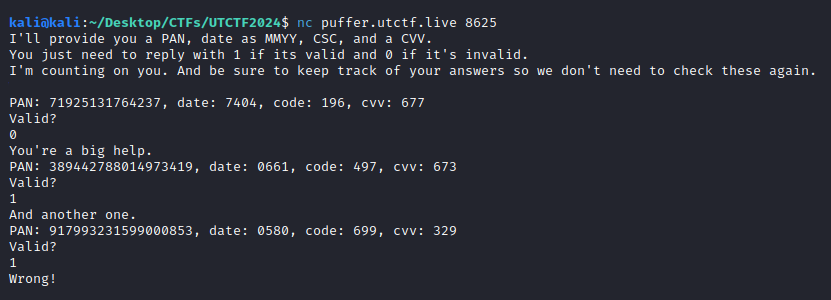 kali@kali:~/Desktop/CTFs/UTCTF2024$ nc puffer.utctf.live 8625
I'll provide you a PAN, date as MMYY, CSC, and a CVV.
You just need to reply with 1 if its valid and 0 if it's invalid.
I'm counting on you. And be sure to keep track of your answers so we don't need to check these again.
PAN: 71925131764237, date: 7404, code: 196, cvv: 677
Valid?
0
You're a big help.
PAN: 389442788014973419, date: 0661, code: 497, cvv: 673
Valid?
1
And another one.
PAN: 917993231599000853, date: 0580, code: 699, cvv: 329
Valid?
1
Wrong!